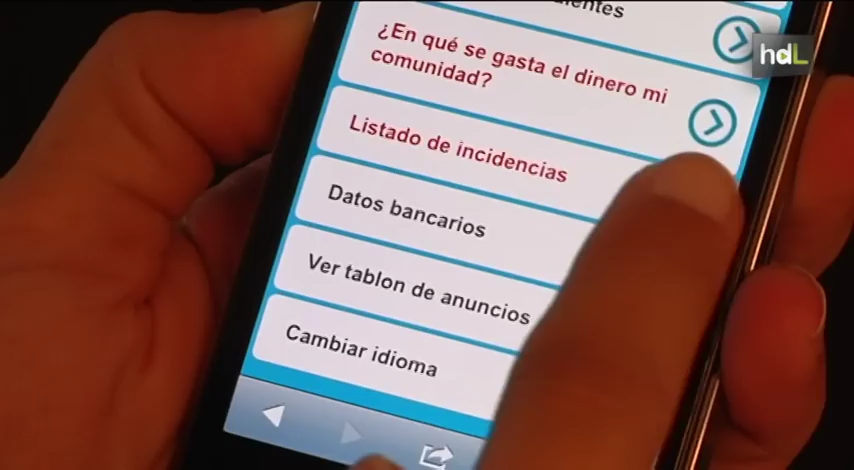 hdL
¿En qué se gasta el dinero mi
comunidad?
Listado de incidencias
Datos bancarios
Ver tablon de anuncios
Cambiar idioma